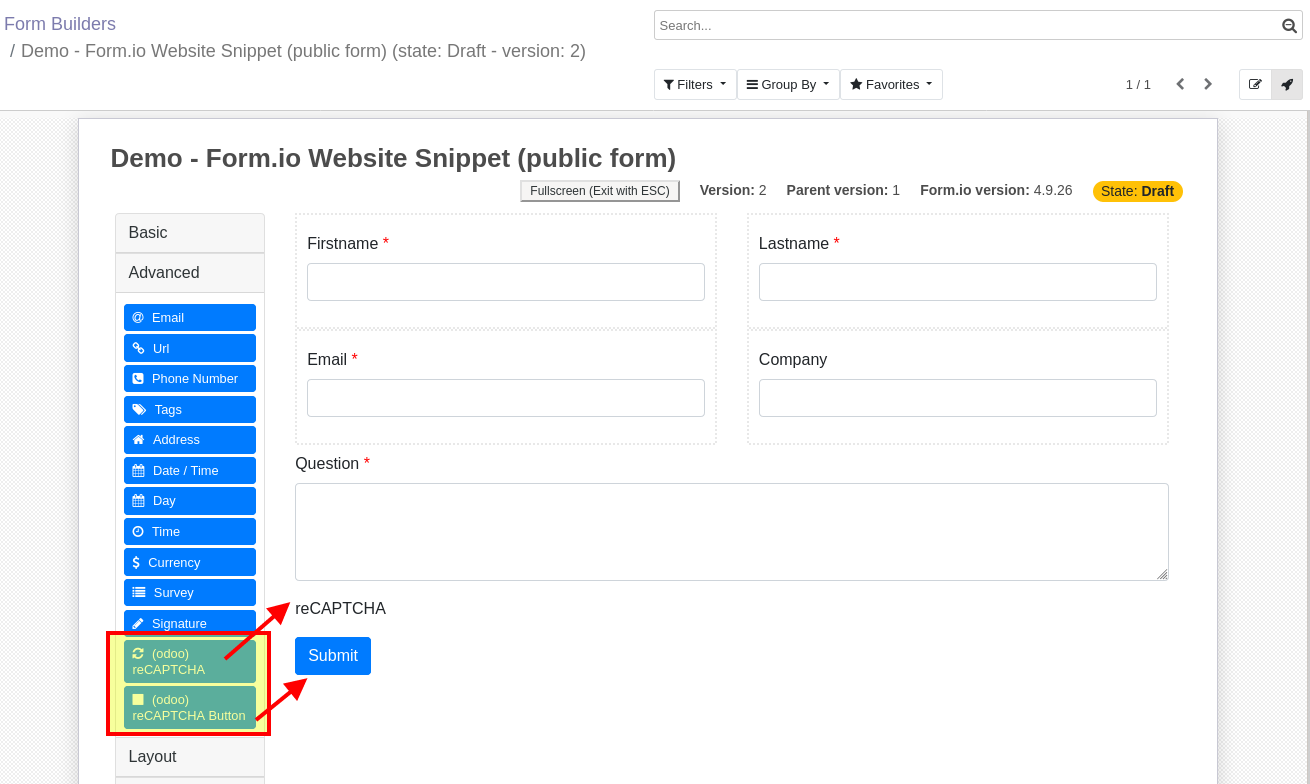 Form Builders
/ Demo - Form.io Website Snippet (public form) (state: Draft - version: 2)
Search...
Filters
Group By
Favorites
1 / 1
Demo - Form.io Website Snippet (public form)
Fullscreen (Exit with ESC)
Version: 2
Parent version: 1
Form.io version: 4.9.26
State: Draft
Basic
Advanced
Email
Url
Phone Number
Tags
Address
Date / Time
Day
Time
Currency
Survey
Signature
(odoo)
reCAPTCHA
(odoo)
reCAPTCHA Button
Layout
Firstname *
Lastname *
Email *
Company
Question *
reCAPTCHA
Submit